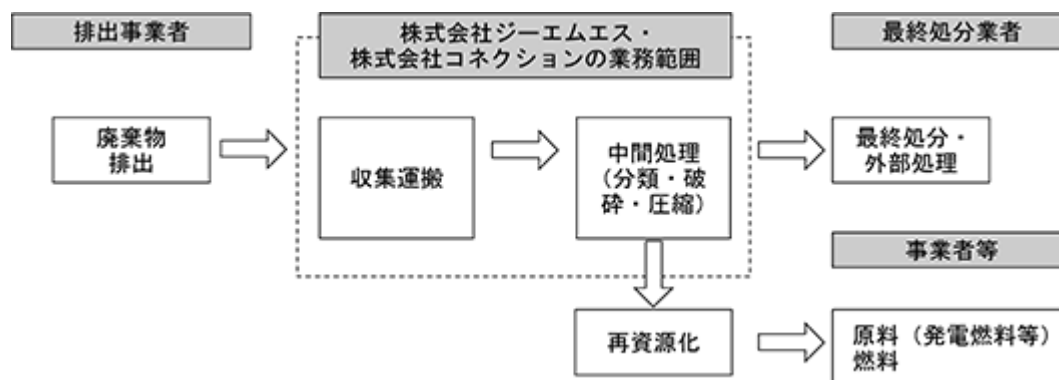 排出事業者
株式会社ジーエムエス・
株式会社コネクションの業務範囲
最終処分業者
廃棄物
排出
収集運搬
中間処理
（分類・破
砕・圧縮）
最終処分・
外部処理
事業者等
再資源化
原料（発電燃料等）
燃料